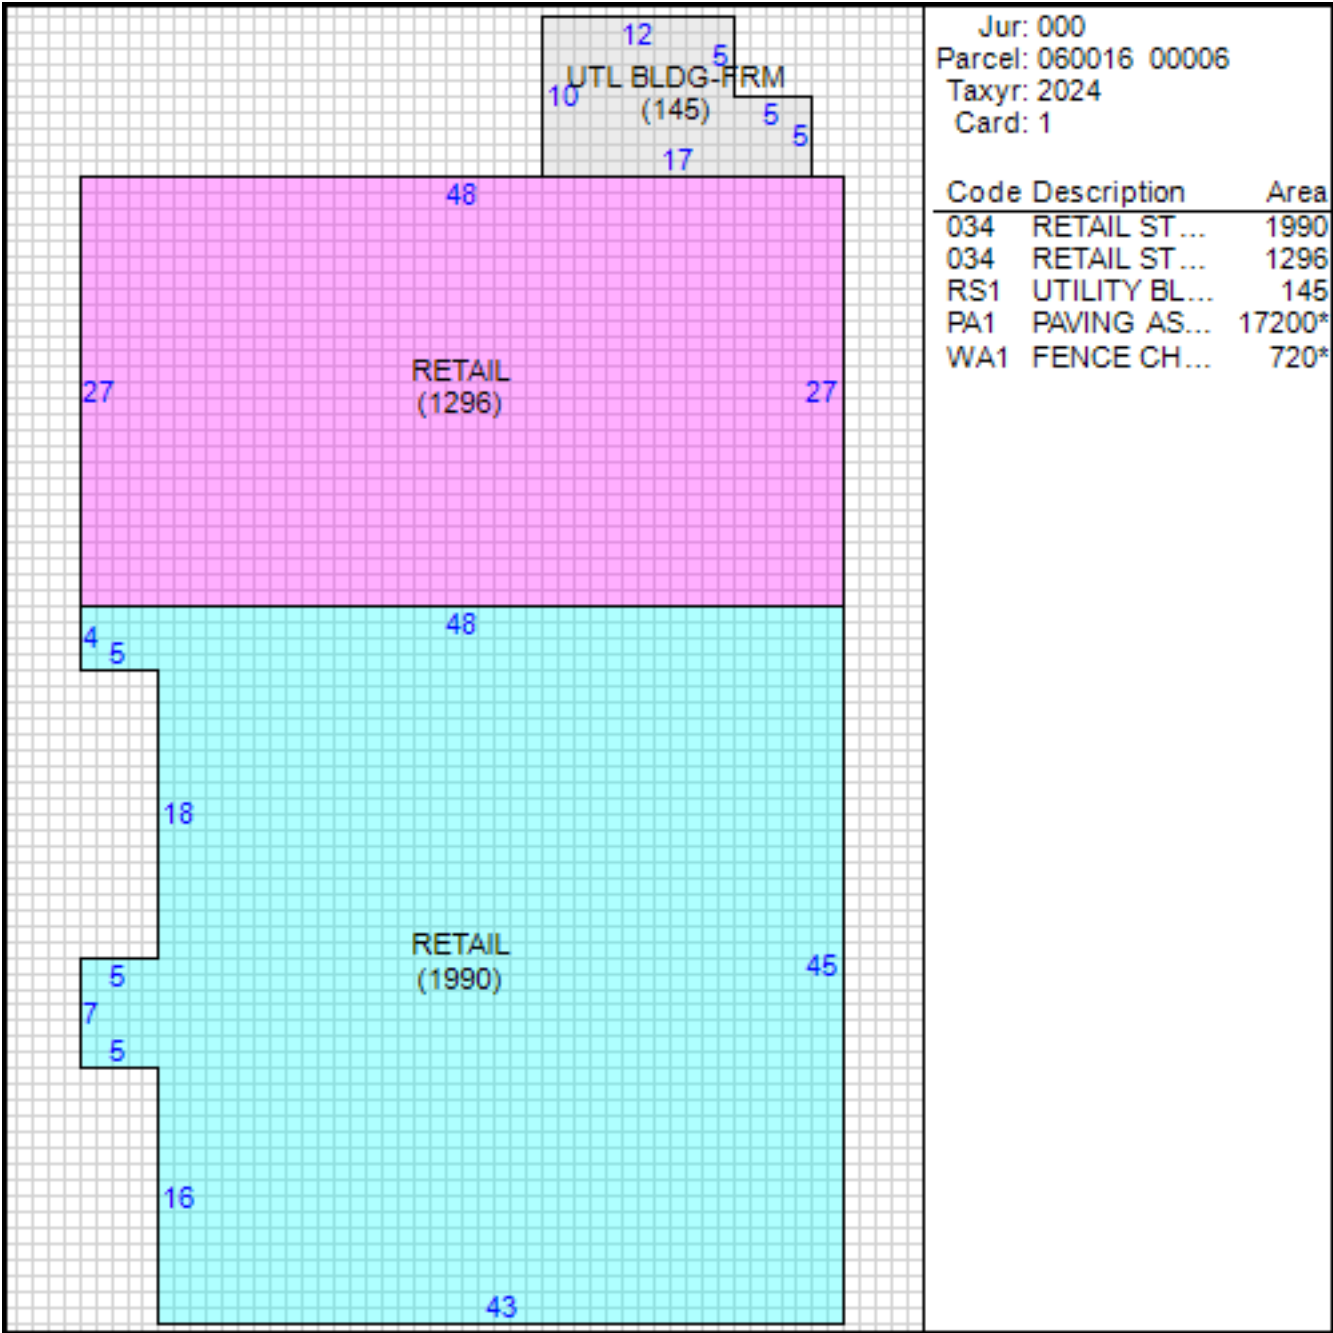 12
5
UTL BLDG-FRM
10
(145)
5
5
17
48
RETAIL
(1296)
27
27
48
4
5
18
RETAIL
(1990)
45
5
7
5
16
43
Jur: 000
Parcel: 060016 00006
Taxyr: 2024
Card: 1
Code Description Area
034 RETAIL ST... 1990
034 RETAIL ST... 1296
RS1 UTILITY BL... 145
PA1 PAVING AS... 17200*
WA1 FENCE CH... 720*